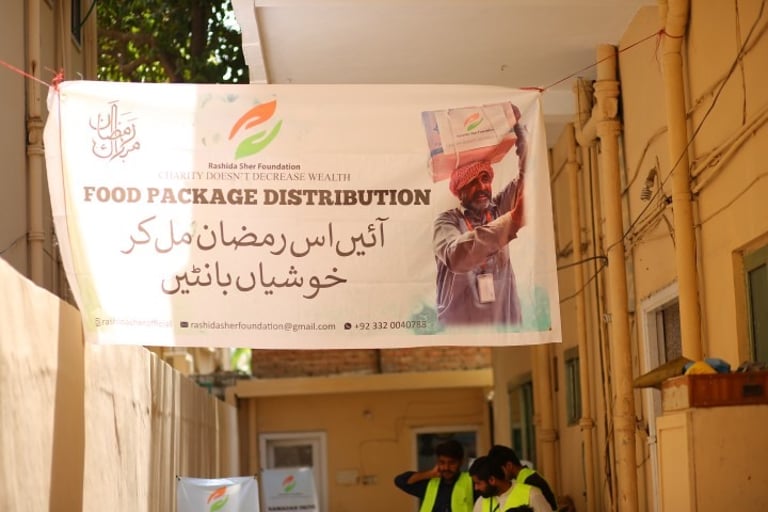 رمضان مبارک
Rashida Sher Foundation
CHARITY DOESN'T DECREASE WEALTH
FOOD PACKAGE DISTRIBUTION
آئیں اس رمضان مل کر
خوشیاں بانٹیں
rashidasherofficial rashidasherfoundation@gmail.com +92 332 0040783